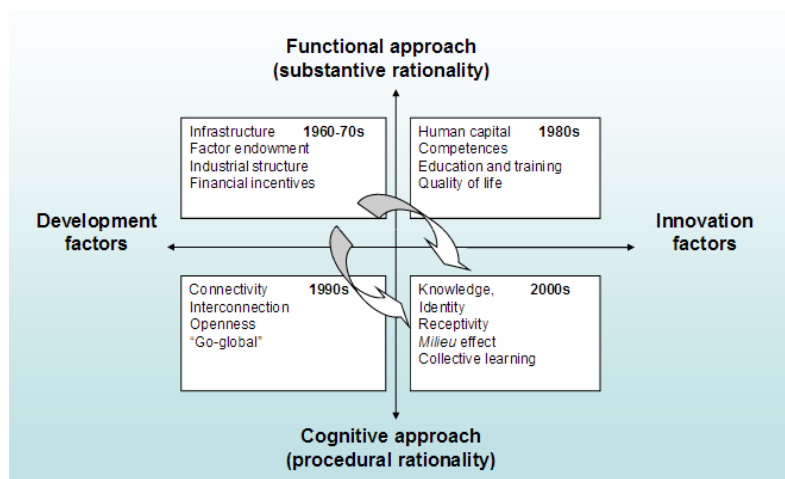 Functional approach
(substantive rationality)
Infrastructure 1960-70s
Factor endowment
Industrial structure
Financial incentives
Human capital 1980s
Competences
Education and training
Quality of life
Development
factors
Innovation
factors
Connectivity 1990s
Interconnection
Openness
“Go-global”
Knowledge, 2000s
Identity
Receptivity
Milieu effect
Collective learning
Cognitive approach
(procedural rationality)